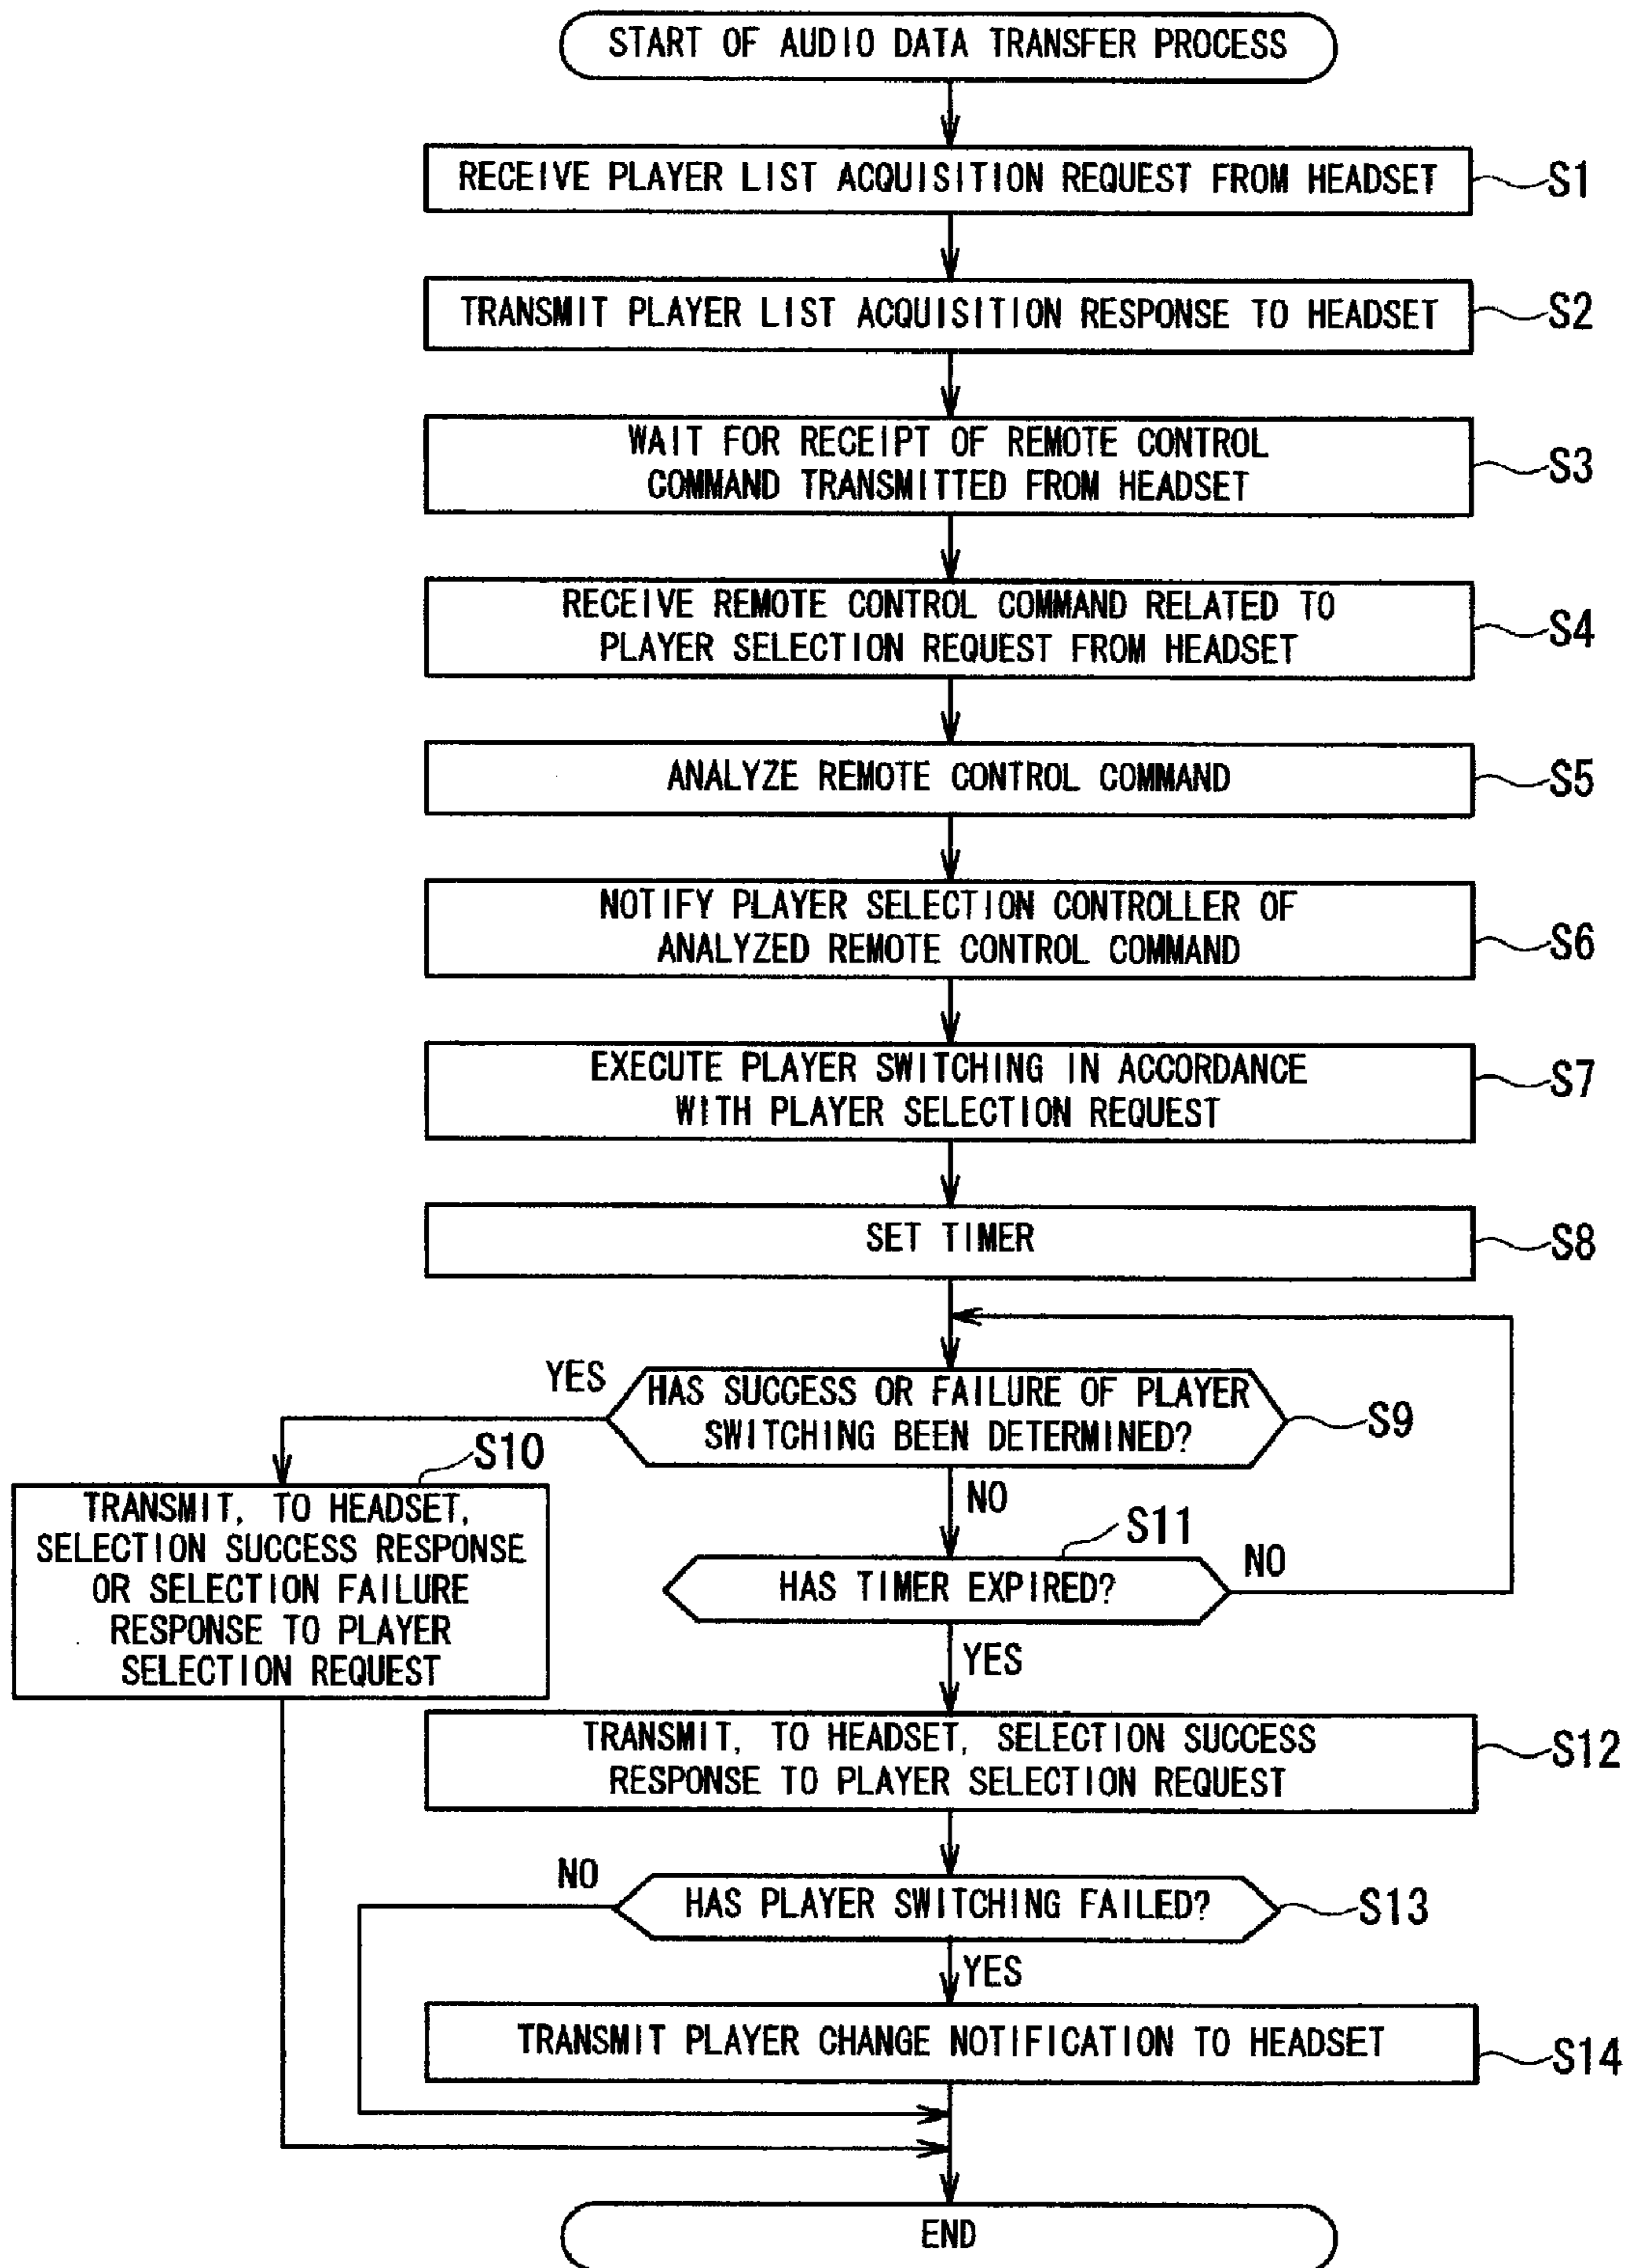 START OF AUDIO DATA TRANSFER PROCESS
RECEIVE PLAYER LIST ACQUISITION REQUEST FROM HEADSET
S1
TRANSMIT PLAYER LIST ACQUISITION RESPONSE TO HEADSET
S2
WAIT FOR RECEIPT OF REMOTE CONTROL
COMMAND TRANSMITTED FROM HEADSET
S3
RECEIVE REMOTE CONTROL COMMAND RELATED TO
PLAYER SELECTION REQUEST FROM HEADSET
S4
ANALYZE REMOTE CONTROL COMMAND
S5
NOTIFY PLAYER SELECTION CONTROLLER OF
ANALYZED REMOTE CONTROL COMMAND
S6
EXECUTE PLAYER SWITCHING IN ACCORDANCE
WITH PLAYER SELECTION REQUEST
S7
SET TIMER
S8
YES
HAS SUCCESS OR FAILURE OF PLAYER
SWITCHING BEEN DETERMINED?
S9
S10
TRANSMIT, TO HEADSET,
SELECTION SUCCESS RESPONSE
OR SELECTION FAILURE
RESPONSE TO PLAYER
SELECTION REQUEST
NO
S11
HAS TIMER EXPIRED?
NO
YES
TRANSMIT, TO HEADSET, SELECTION SUCCESS
RESPONSE TO PLAYER SELECTION REQUEST
S12
NO
HAS PLAYER SWITCHING FAILED?
S13
YES
TRANSMIT PLAYER CHANGE NOTIFICATION TO HEADSET
S14
END